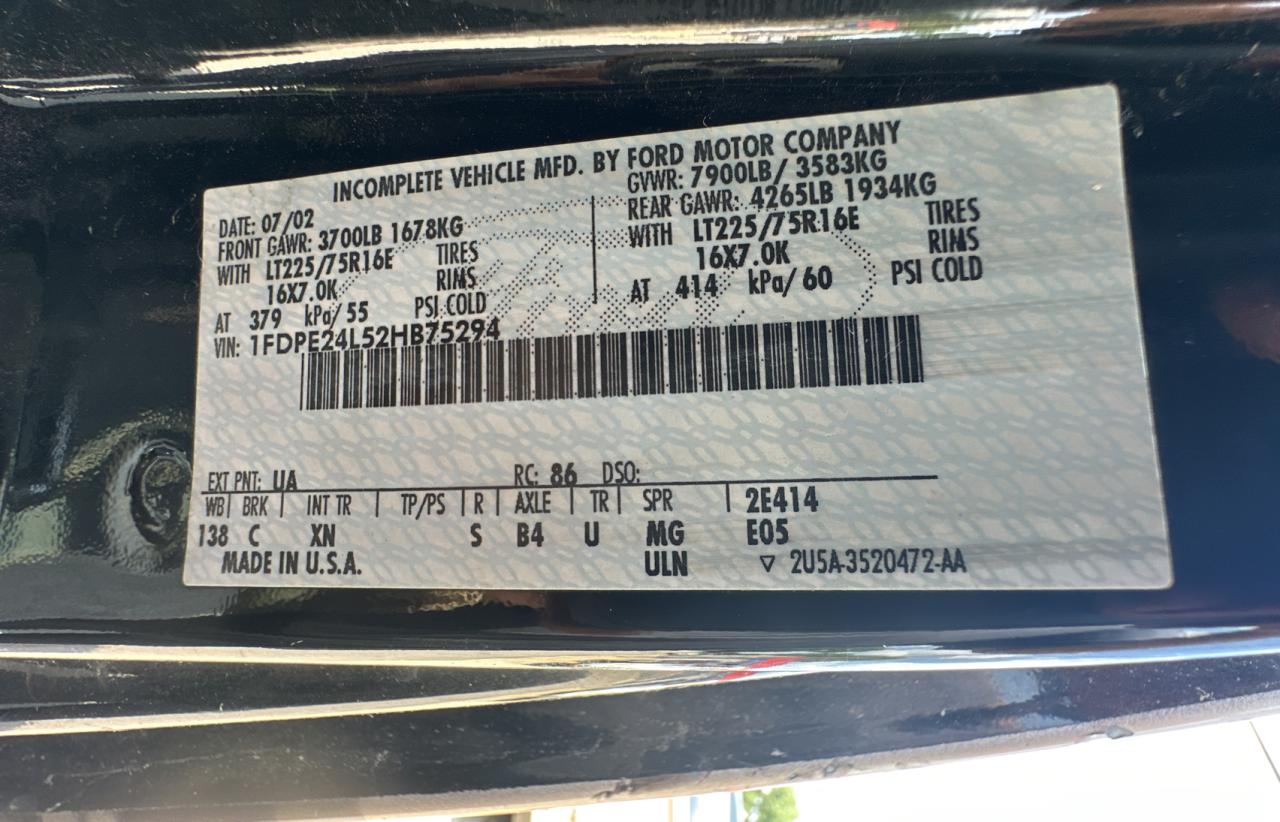 INCOMPLETE VEHICLE MFD. BY FORD MOTOR COMPANY
DATE: 07/02
FRONT GAWR: 3700LB 1678KG
WITH LT225/75R16E TIRES
16X7.0K RIMS
AT 379 kPa/ 55 PSI COLD
GVWR: 7900LB/ 3583KG
REAR GAWR: 4265LB 1934KG
WITH LT225/75R16E TIRES
16X7.0K RIMS
AT 414 kPa/ 60 PSI COLD
VIN: 1FDPE24L52HB75294
EXT PNT: UA RC: 86 DSO:
WB BRK INT TR TP/PS R AXLE TR SPR 2E414
138 C XN S B4 U MG E05
MADE IN U.S.A. ULN ▽ 2U5A-3520472-AA